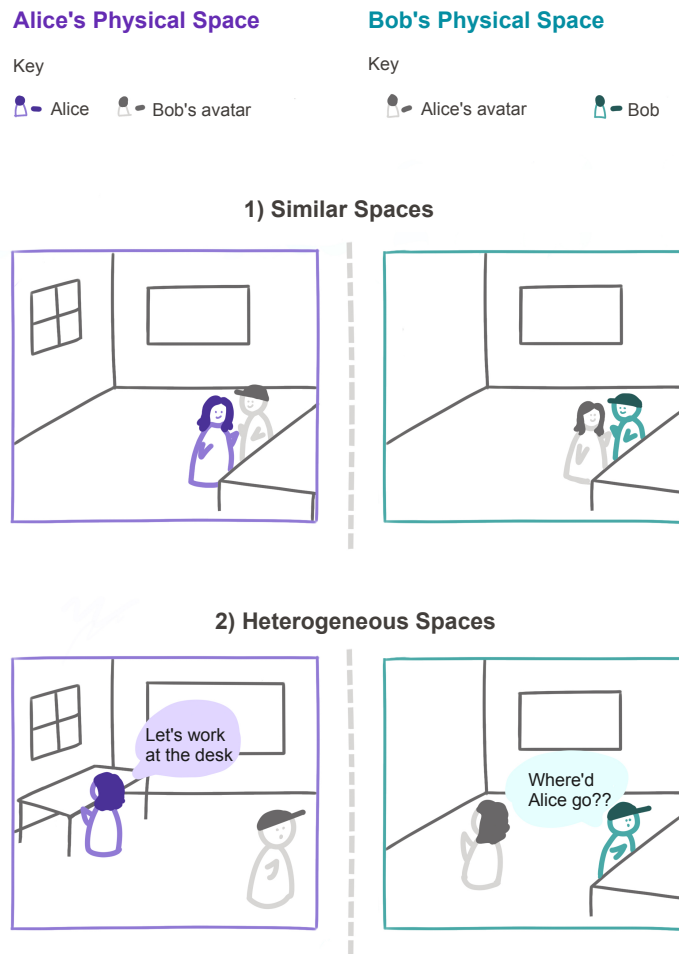 Alice's Physical Space
Bob's Physical Space
Key
Key
Alice
Bob's avatar
Alice's avatar
Bob
1) Similar Spaces
2) Heterogeneous Spaces
Let's work
at the desk
Where'd
Alice go??